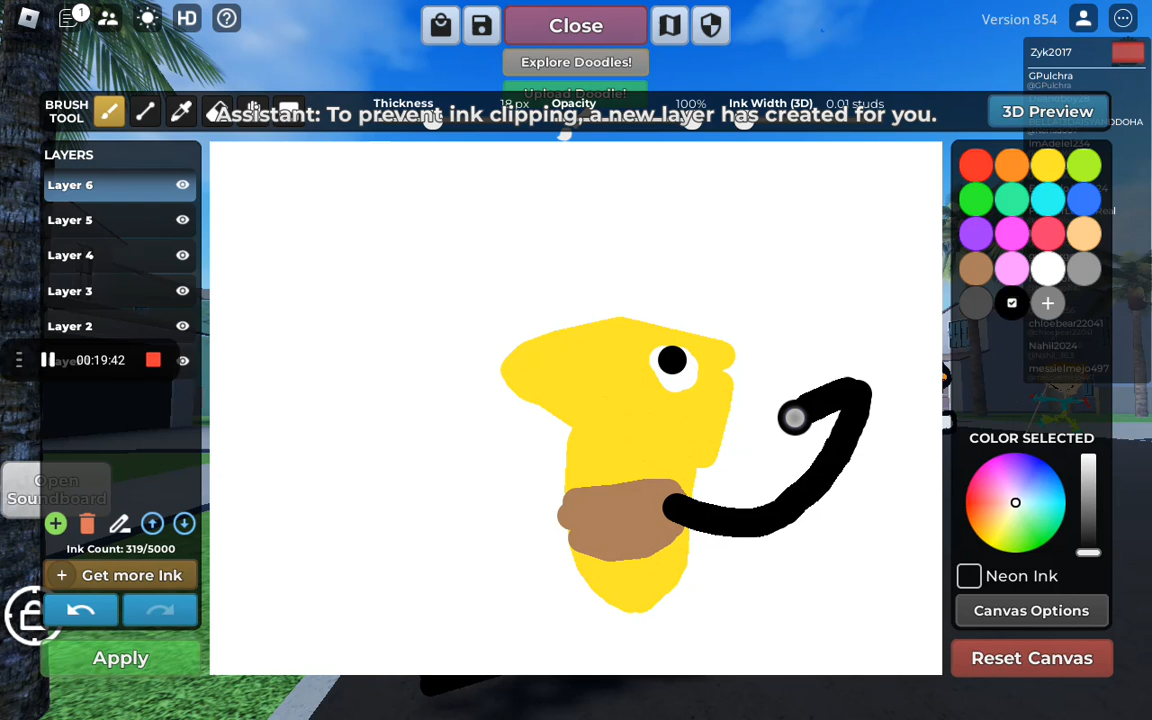 1
HD
Close
Version 854
Zyk2017
Explore Doodles!
GPulchra
Upload Doodle!
BRUSH
TOOL
Thickness
18 px
Opacity
100%
Ink Width (3D)
0.01 studs
3D Preview
Assistant: To prevent ink clipping, a new layer has created for you.
LAYERS
Layer 6
Layer 5
Layer 4
Layer 3
Layer 2
00:19:42
chloebear22041
Nahil2024
messielmejo497
Open
Soundboard
COLOR SELECTED
Ink Count: 319/5000
Get more Ink
Neon Ink
Canvas Options
Apply
Reset Canvas